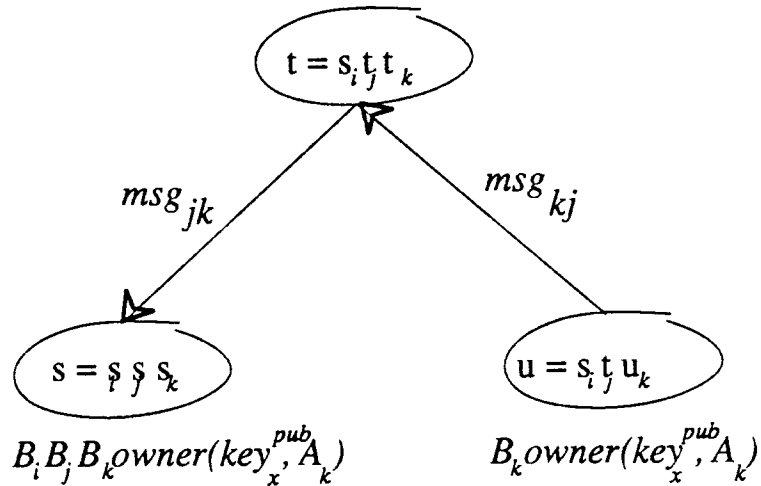 t = s_i t_j t_k
msg_jk
msg_kj
s = s_i s_j s_k
u = s_i t_j u_k
B_i B_j B_k owner(key_x^pub, A_k)
B_k owner(key_x^pub, A_k)